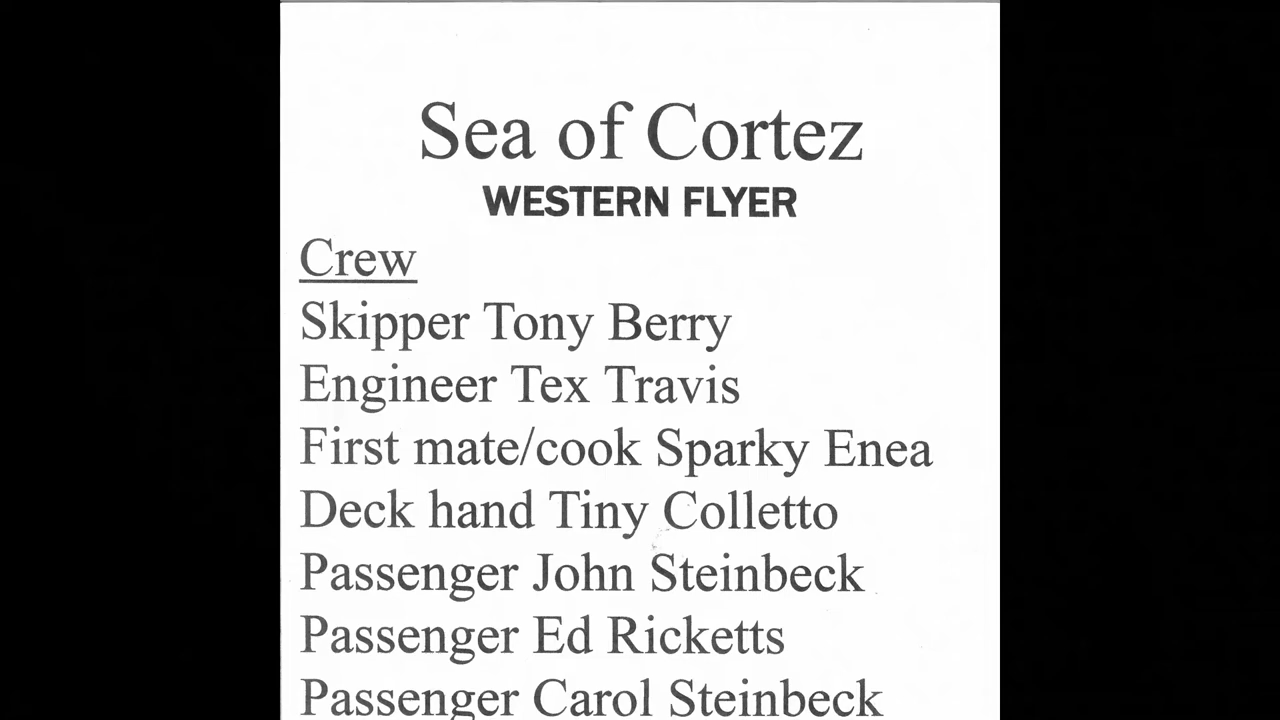 Sea of Cortez
WESTERN FLYER
Crew
Skipper Tony Berry
Engineer Tex Travis
First mate/cook Sparky Enea
Deck hand Tiny Colletto
Passenger John Steinbeck
Passenger Ed Ricketts
Passenger Carol Steinbeck